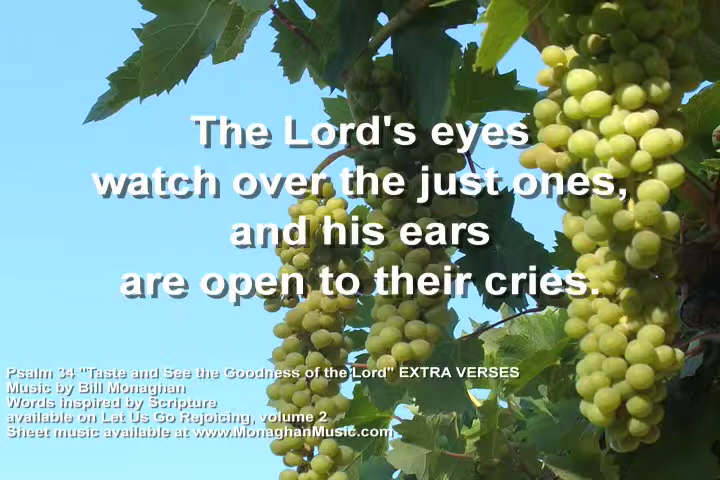 The Lord's eyes
watch over the just ones,
and his ears
are open to their cries.
Psalm 34 "Taste and See the Goodness of the Lord" EXTRA VERSES
Music by Bill Monaghan
Words inspired by Scripture
available on Let Us Go Rejoicing, volume 2
Sheet music available at www.MonaghanMusic.com